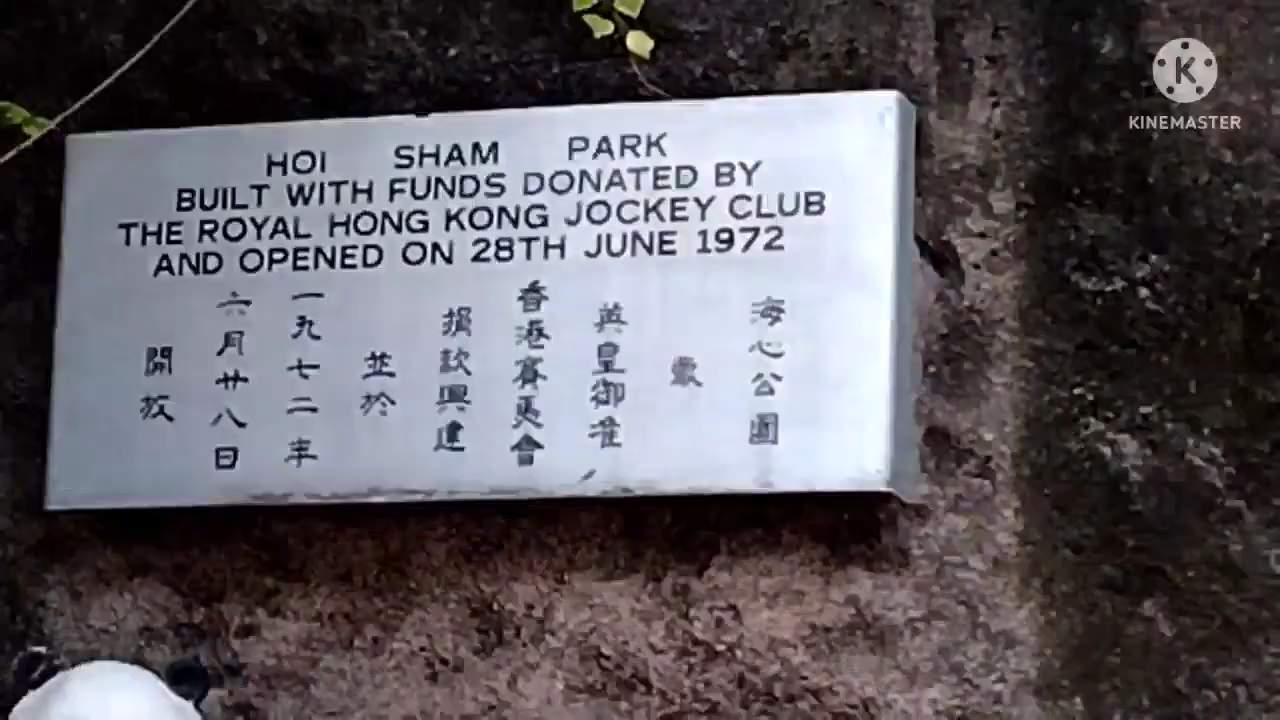 HOI SHAM PARK
BUILT WITH FUNDS DONATED BY
THE ROYAL HONG KONG JOCKEY CLUB
AND OPENED ON 28TH JUNE 1972
海心公園
蒙
英皇御准
香港賽馬會
捐款興建
並於
一九七二年
六月廿八日
開放
KINEMASTER